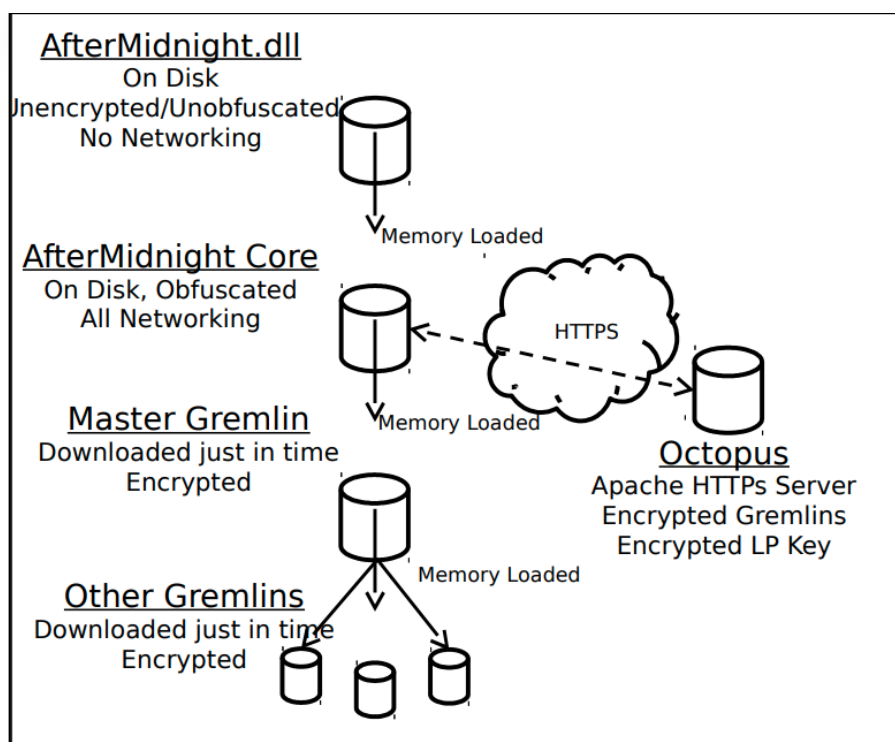 AfterMidnight.dll
On Disk
Unencrypted/Unobfuscated
No Networking
Memory Loaded
AfterMidnight Core
On Disk, Obfuscated
All Networking
HTTPS
Memory Loaded
Master Gremlin
Downloaded just in time
Encrypted
Octopus
Apache HTTPs Server
Encrypted Gremlins
Encrypted LP Key
Memory Loaded
Other Gremlins
Downloaded just in time
Encrypted